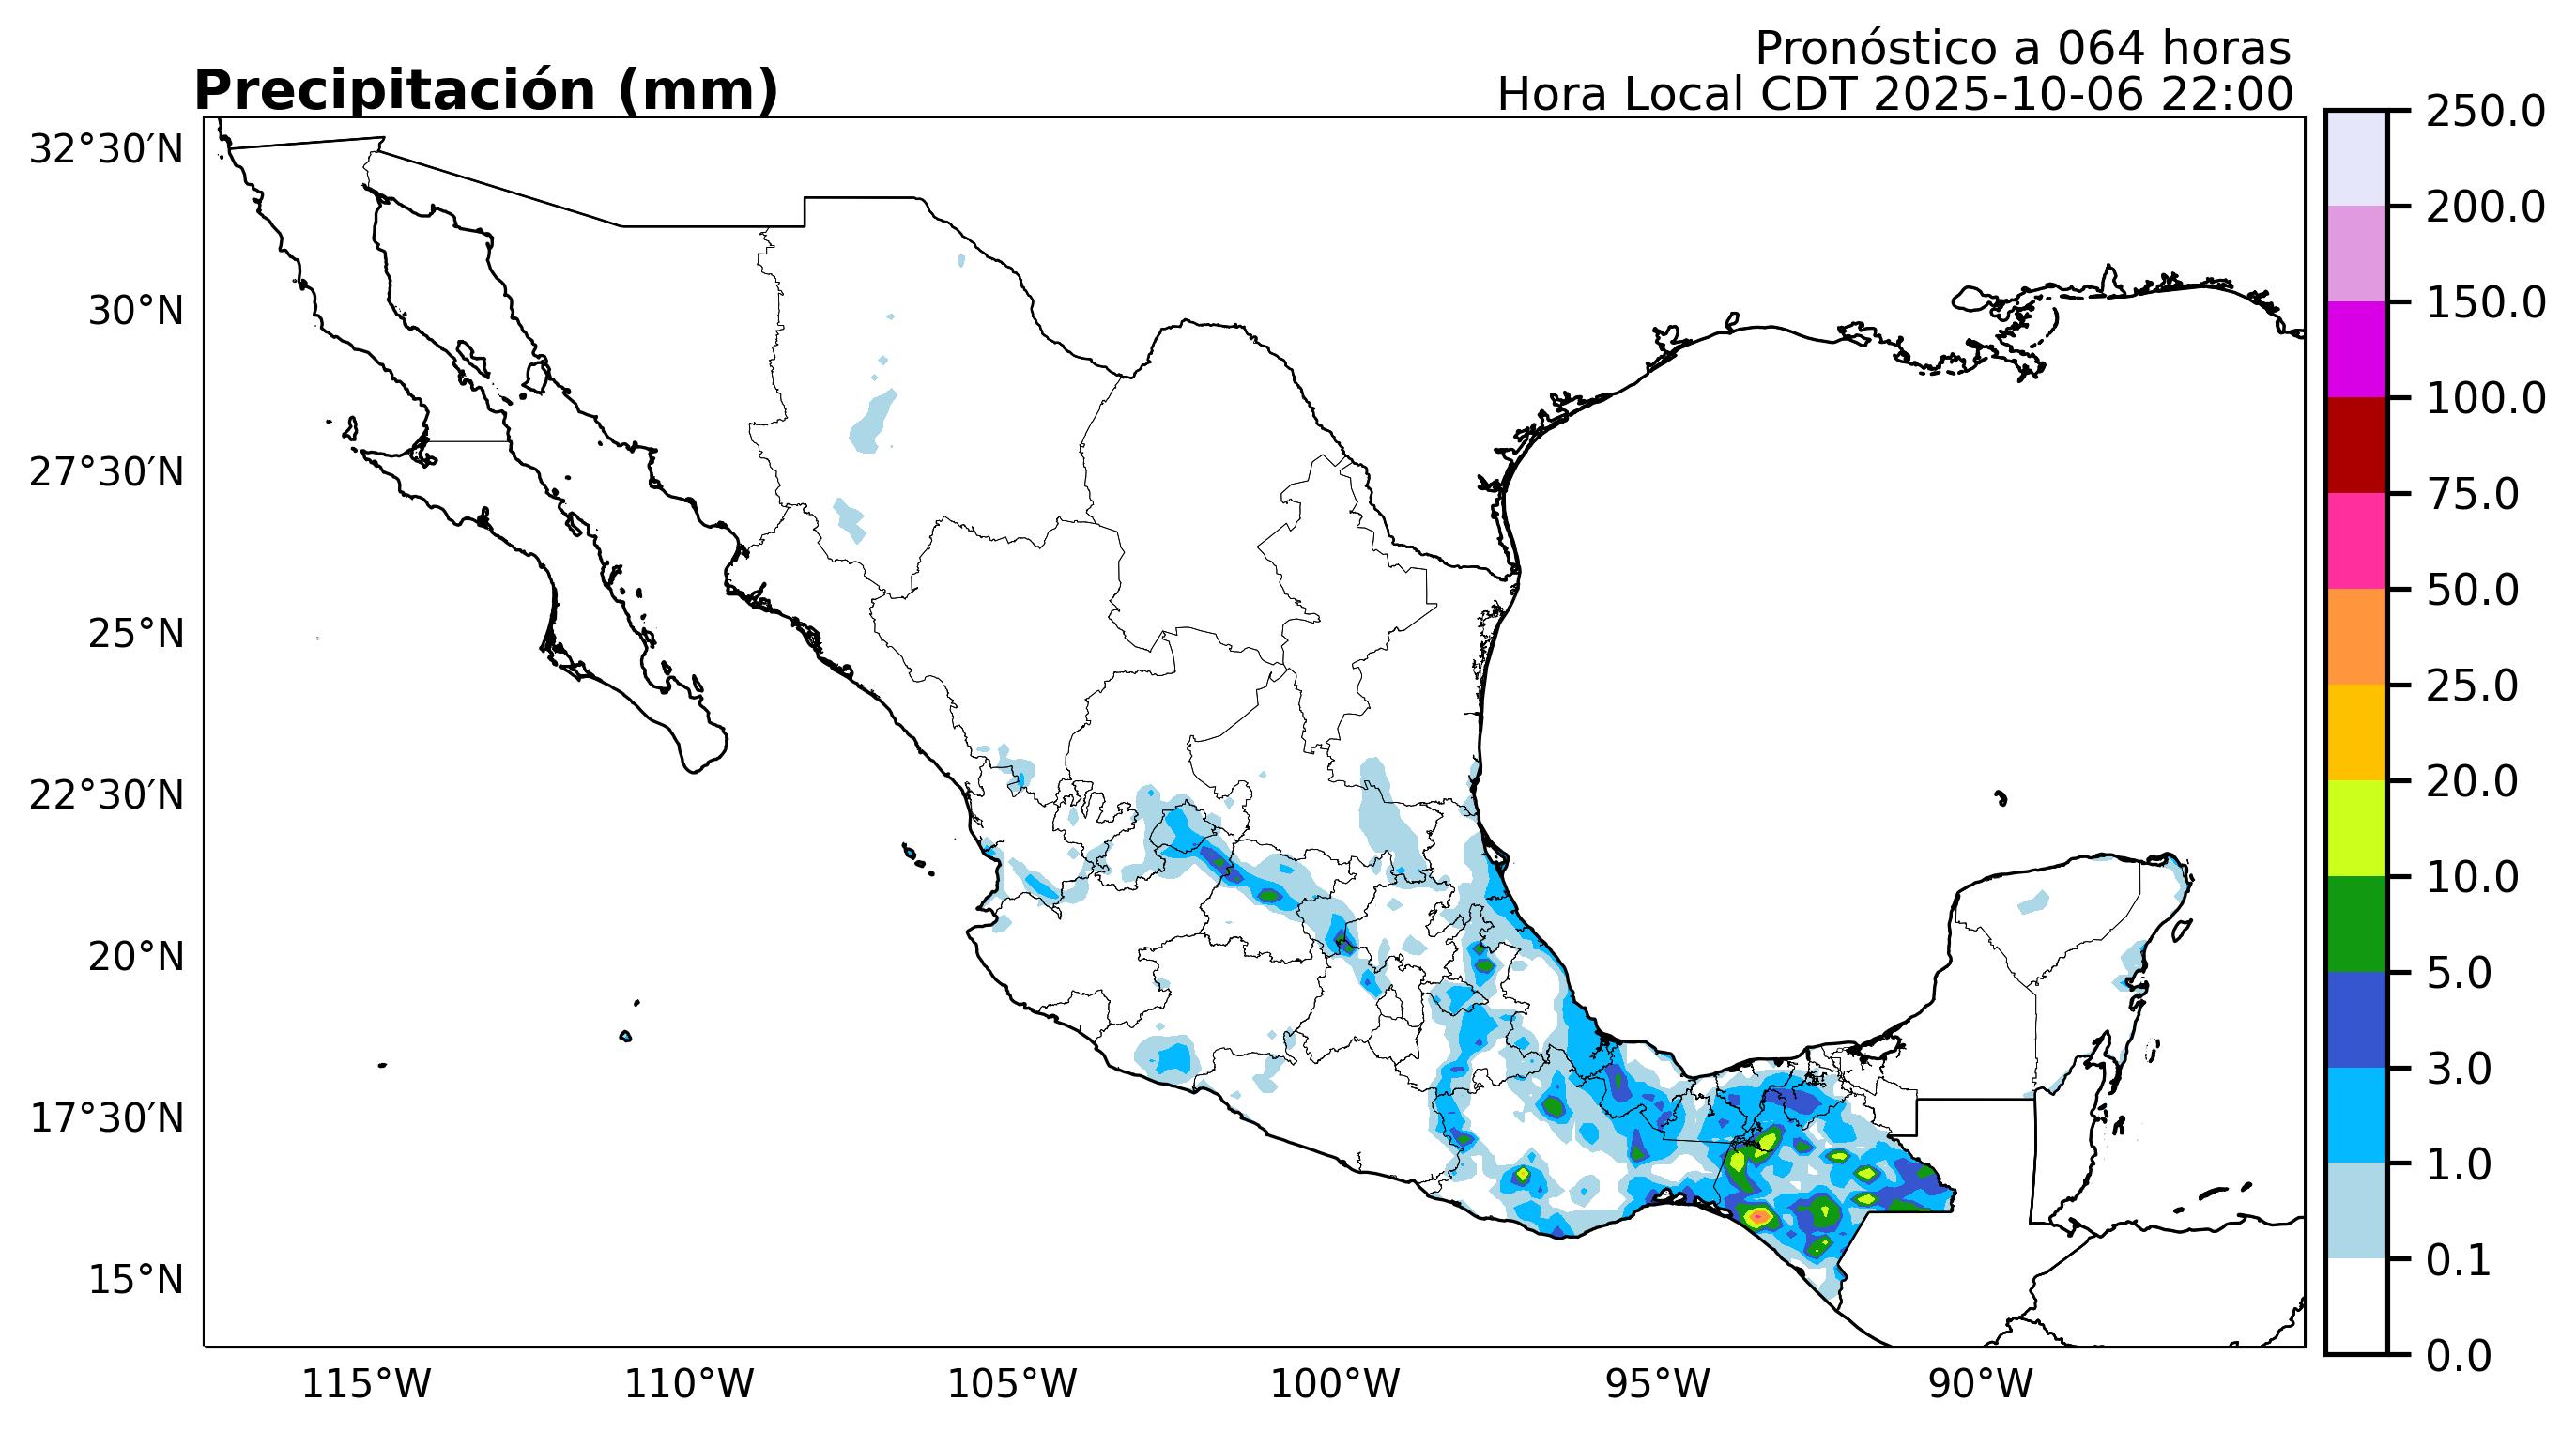 Pronóstico a 064 horas
Precipitación (mm)
Hora Local CDT 2025-10-06 22:00
32°30′N
30°N
27°30′N
25°N
22°30′N
20°N
17°30′N
15°N
115°W
110°W
105°W
100°W
95°W
90°W
250.0
200.0
150.0
100.0
75.0
50.0
25.0
20.0
10.0
5.0
3.0
1.0
0.1
0.0